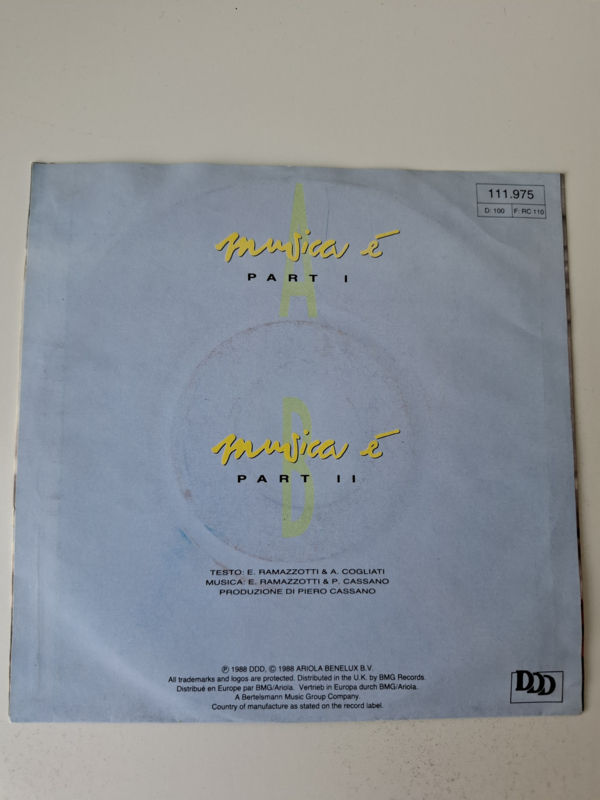 111.975
D: 100 F: RC 110
A
musica é
PART I
B
musica é
PART II
TESTO: E. RAMAZZOTTI & A. COGLIATI
MUSICA: E. RAMAZZOTTI & P. CASSANO
PRODUZIONE DI PIERO CASSANO
℗ 1988 DDD, © 1988 ARIOLA BENELUX B.V.
All trademarks and logos are protected. Distributed in the U.K. by BMG Records.
Distribué en Europe par BMG/Ariola. Vertrieb in Europa durch BMG/Ariola.
A Bertelsmann Music Group Company.
Country of manufacture as stated on the record label.
DDD